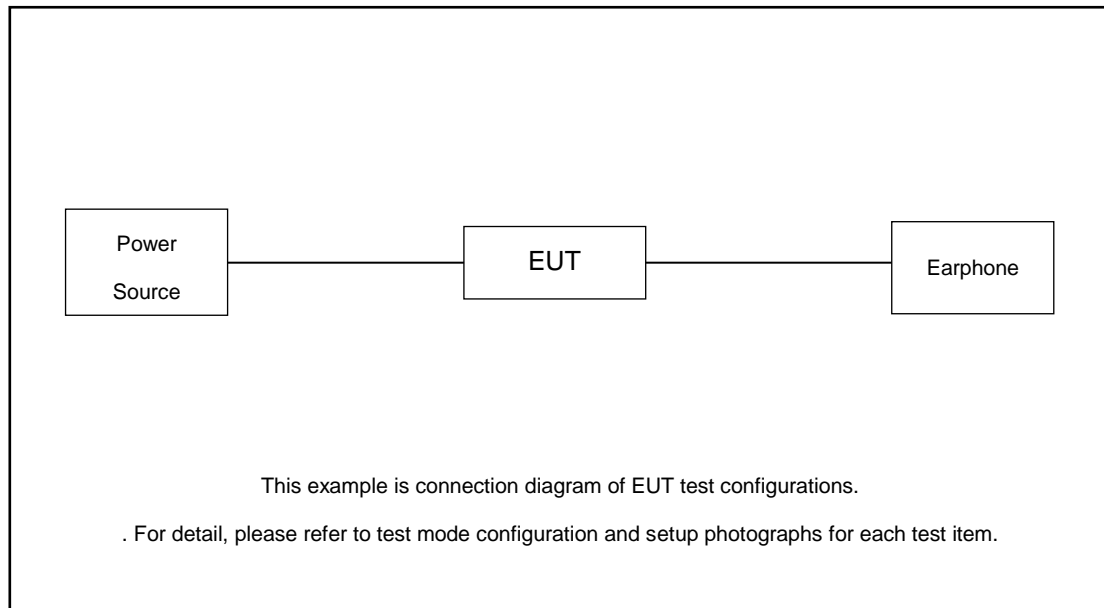 Power
Source
EUT
Earphone
This example is connection diagram of EUT test configurations.
. For detail, please refer to test mode configuration and setup photographs for each test item.